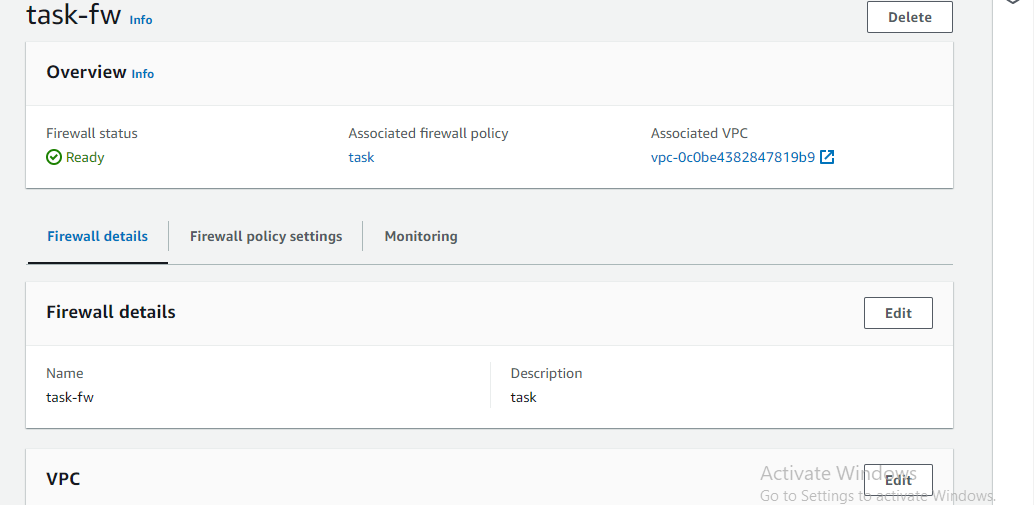 task-fw Info
Delete
Overview Info
Firewall status
Ready
Associated firewall policy
task
Associated VPC
vpc-0c0be4382847819b9
Firewall details
Firewall policy settings
Monitoring
Firewall details
Edit
Name
task-fw
Description
task
VPC
Edit
Activate Windows
Go to Settings to activate Windows.